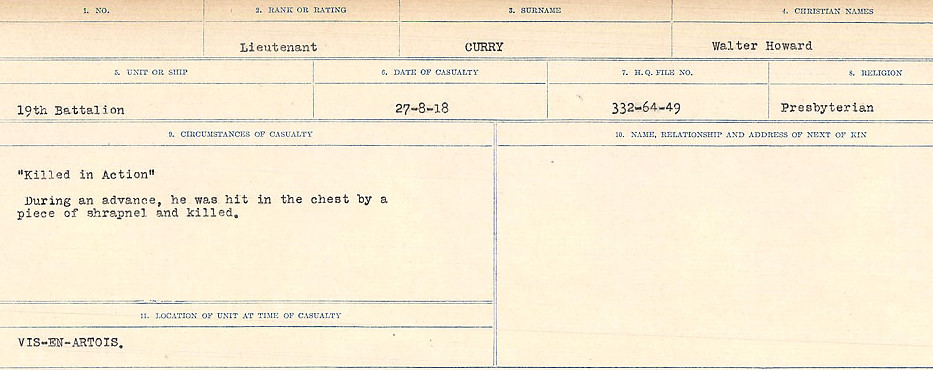 1. NO.
2. RANK OR RATING
3. SURNAME
4. CHRISTIAN NAMES
Lieutenant
CURRY
Walter Howard
5. UNIT OR SHIP
6. DATE OF CASUALTY
7. H.Q. FILE NO.
8. RELIGION
19th Battalion
27-8-18
332-64-49
Presbyterian
9. CIRCUMSTANCES OF CASUALTY
10. NAME, RELATIONSHIP AND ADDRESS OF NEXT OF KIN
"Killed in Action"
During an advance, he was hit in the chest by a
piece of shrapnel and killed.
11. LOCATION OF UNIT AT TIME OF CASUALTY
VIS-EN-ARTOIS.